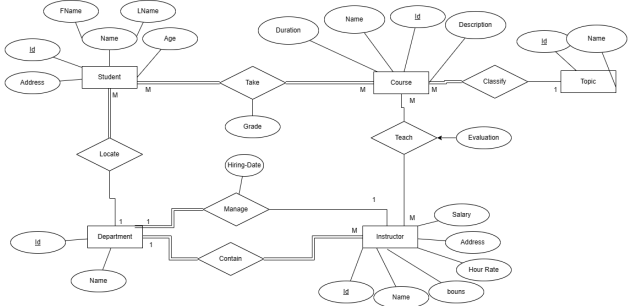 FName
LName
Name
Id
Age
Address
Student
M
M
Take
Grade
Duration
Name
Id
Description
Course
M
M
M
Classify
1
Topic
Id
Name
Teach
Evaluation
Locate
Hiring-Date
Manage
1
1
1
Department
1
Contain
M
M
Instructor
Id
Name
Salary
Address
Hour Rate
bouns
Id
Name